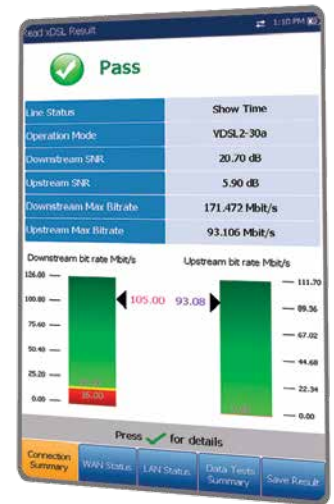 Read xDSL Result 1:10 PM
Pass
Line Status Show Time
Operation Mode VDSL2-30a
Downstream SNR 20.70 dB
Upstream SNR 5.90 dB
Downstream Max Bitrate 171.472 Mbit/s
Upstream Max Bitrate 93.106 Mbit/s
Downstream bit rate Mbit/s Upstream bit rate Mbit/s
126.00 111.70
100.80 105.00 93.08 89.36
75.60 67.02
50.40 44.68
25.20 22.34
16.00
0.00 0.00
Press for details
Connection Summary WAN Status LAN Status Data Tests Summary Save Result